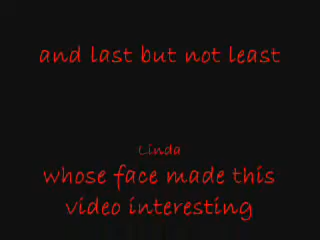 and last but not least
Linda
whose face made this
video interesting